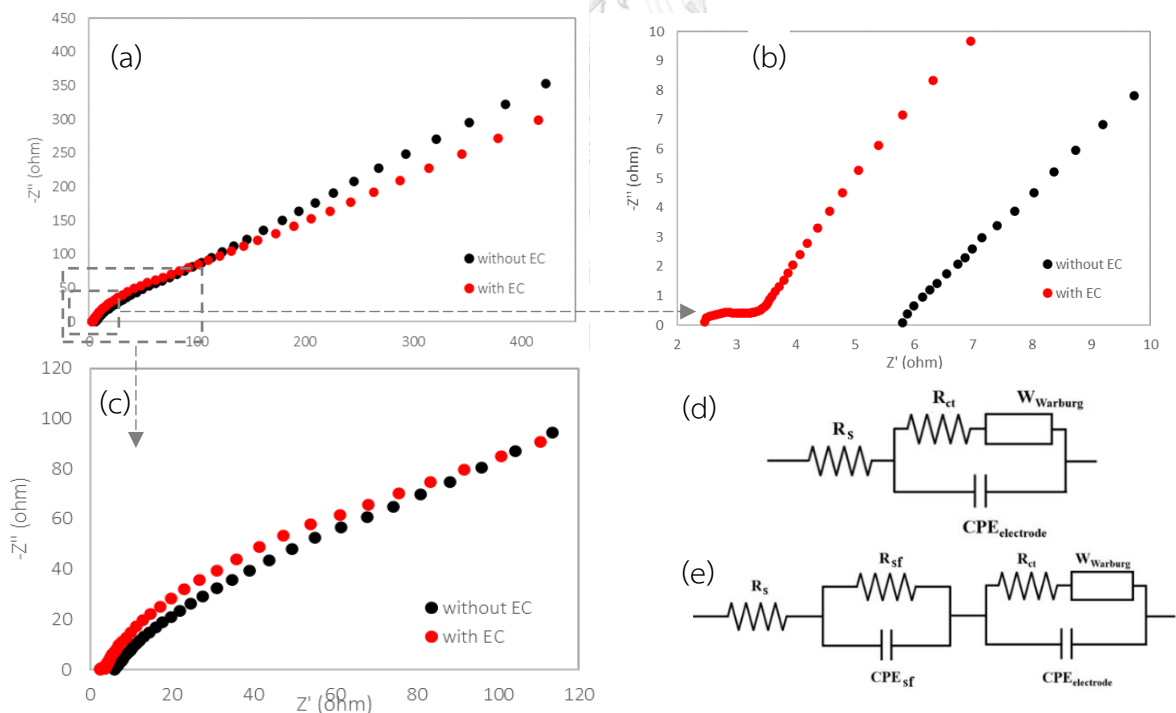 (a)
450
400
350
300
250
200
150
100
50
0
-Z'' (ohm)
without EC
with EC
0
100
200
300
400
(b)
10
9
8
7
6
5
4
3
2
1
0
-Z'' (ohm)
without EC
with EC
2
3
4
5
6
7
8
9
10
Z' (ohm)
(c)
120
100
80
60
40
20
0
-Z'' (ohm)
without EC
with EC
0
20
40
60
80
100
120
Z' (ohm)
(d)
Rs
Rct
WWarburg
CPEelectrode
(e)
Rs
Rsf
CPEsf
Rct
WWarburg
CPEelectrode